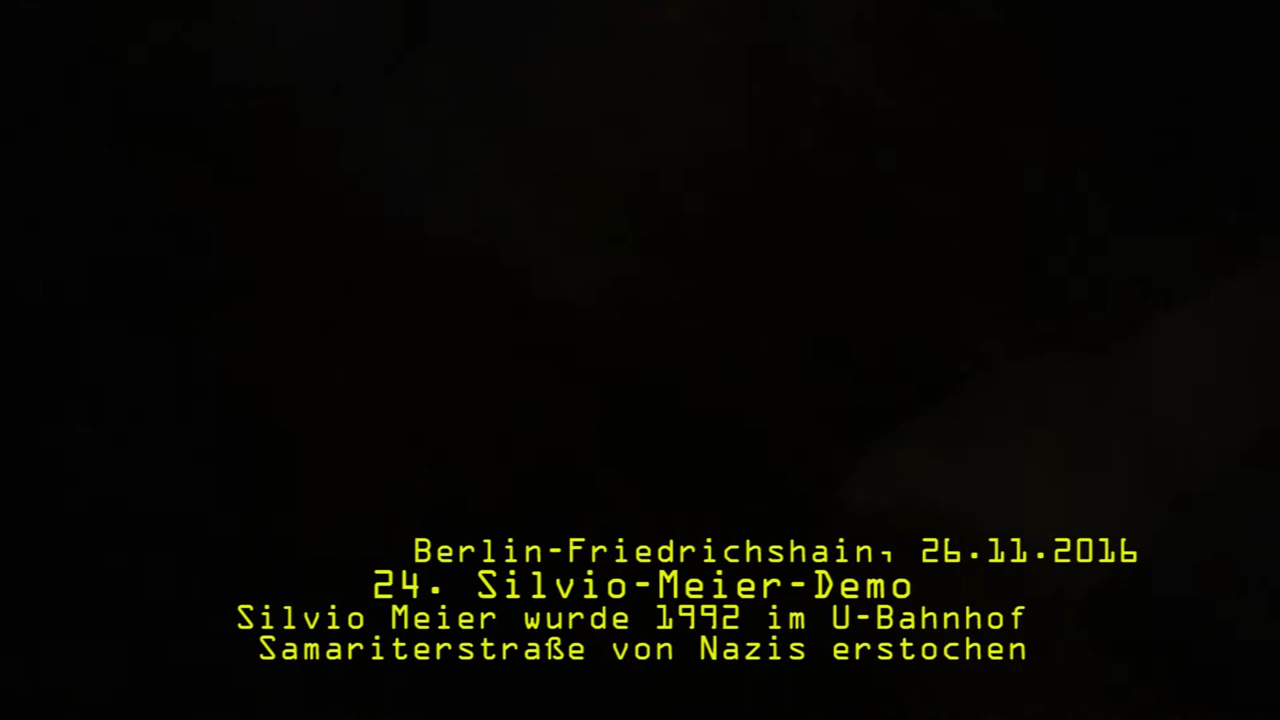 Berlin-Friedrichshain, 26.11.2016
24. Silvio-Meier-Demo
Silvio Meier wurde 1992 im U-Bahnhof
Samariterstraße von Nazis erstochen